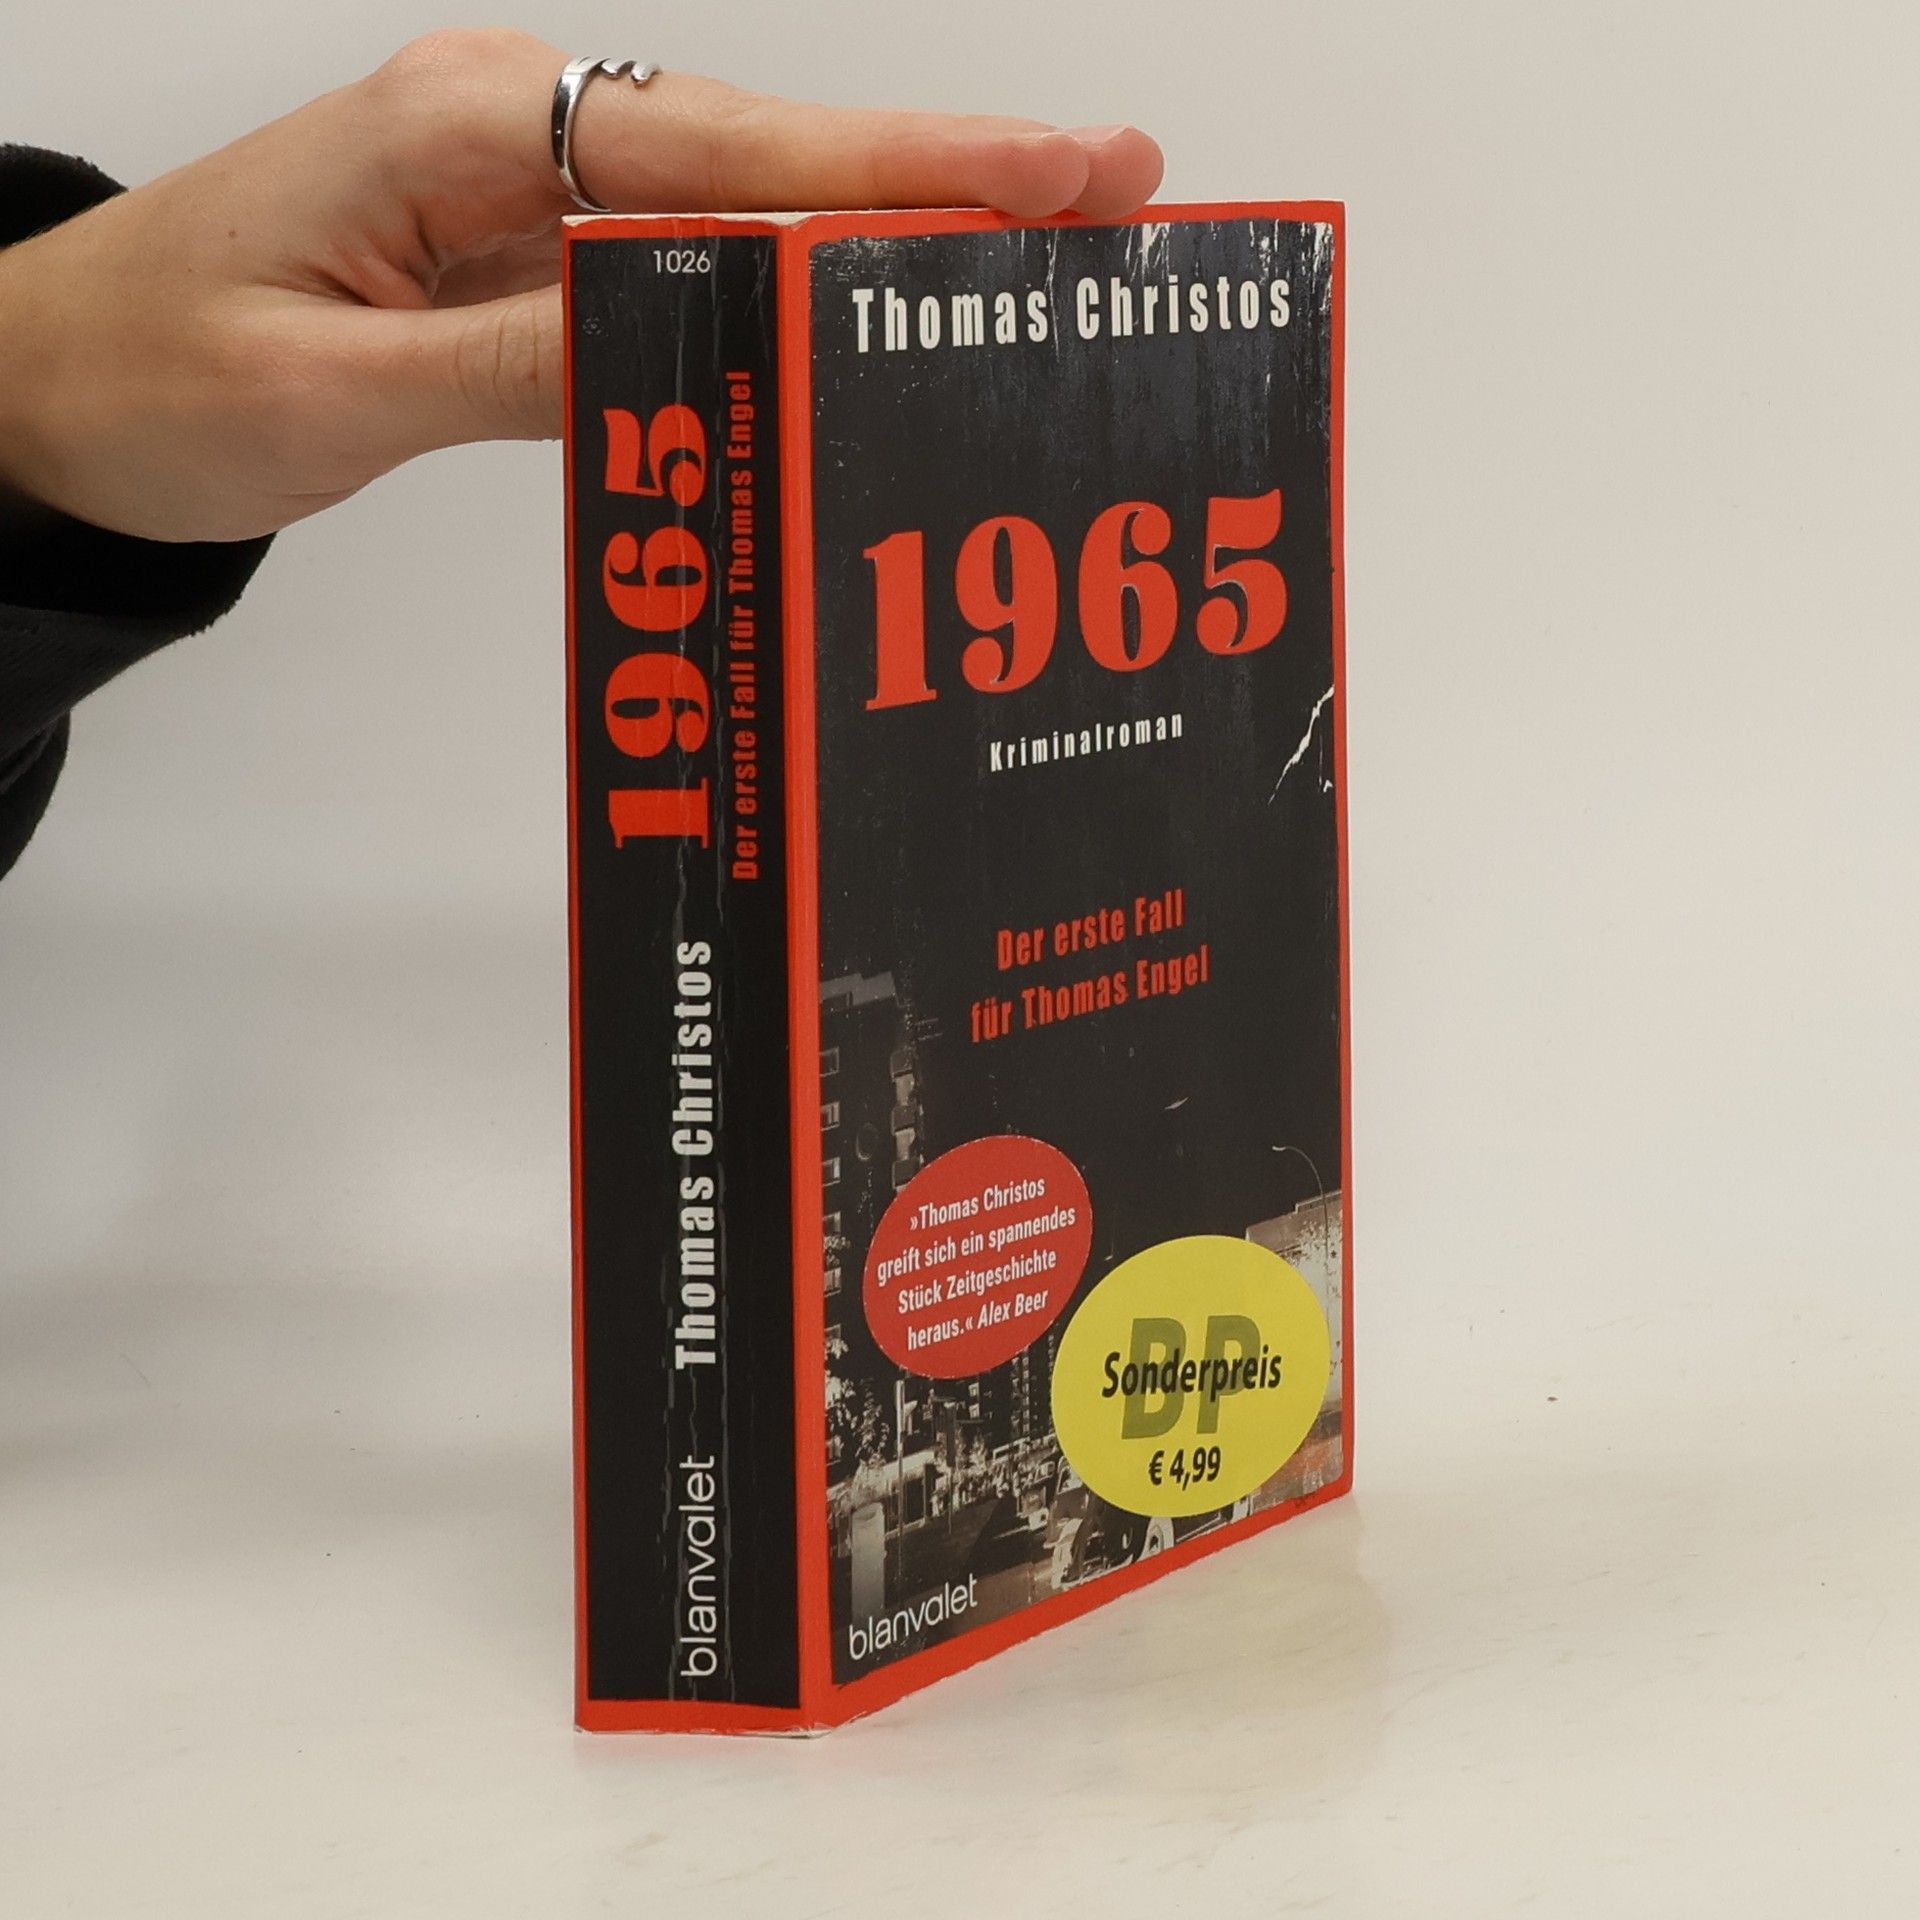 1026
1965
Der erste Fall für Thomas Engel
Thomas Christos
blanvalet
Thomas Christos
1965
Kriminalroman
Der erste Fall
für Thomas Engel
»Thomas Christos
greift sich ein spannendes
Stück Zeitgeschichte
heraus.« Alex Beer
BP
Sonderpreis
€ 4,99
blanvalet